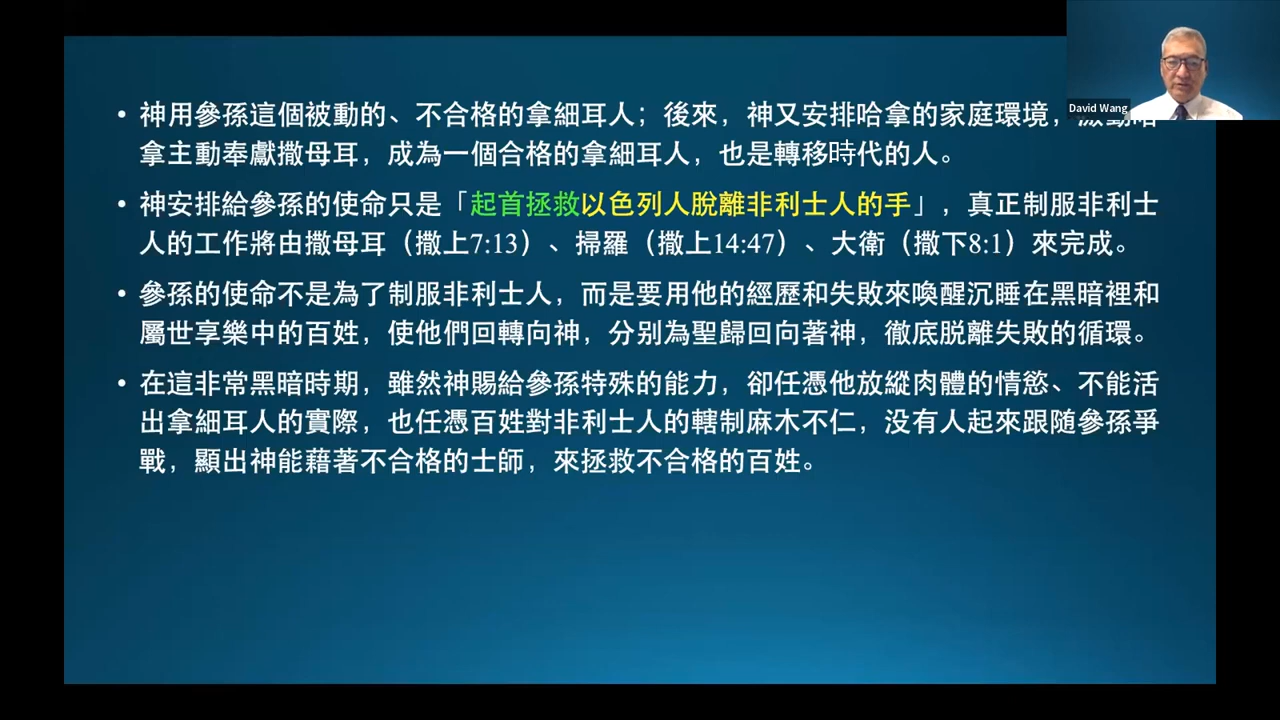 David Wang
• 神用參孫這個被動的、不合格的拿細耳人；後來，神又安排哈拿的家庭環境，
拿主動奉獻撒母耳，成為一個合格的拿細耳人，也是轉移時代的人。
• 神安排給參孫的使命只是「起首拯救以色列人脫離非利士人的手」，真正制服非利士
人的工作將由撒母耳（撒上7:13）、掃羅（撒上14:47）、大衛（撒下8:1）來完成。
• 參孫的使命不是為了制服非利士人，而是要用他的經歷和失敗來喚醒沉睡在黑暗裡和
屬世享樂中的百姓，使他們回轉向神，分別為聖歸回向著神，徹底脫離失敗的循環。
• 在這非常黑暗時期，雖然神賜給參孫特殊的能力，卻任憑他放縱肉體的情慾、不能活
出拿細耳人的實際，也任憑百姓對非利士人的轄制麻木不仁，没有人起來跟随參孫爭
戰，顯出神能藉著不合格的士師，來拯救不合格的百姓。